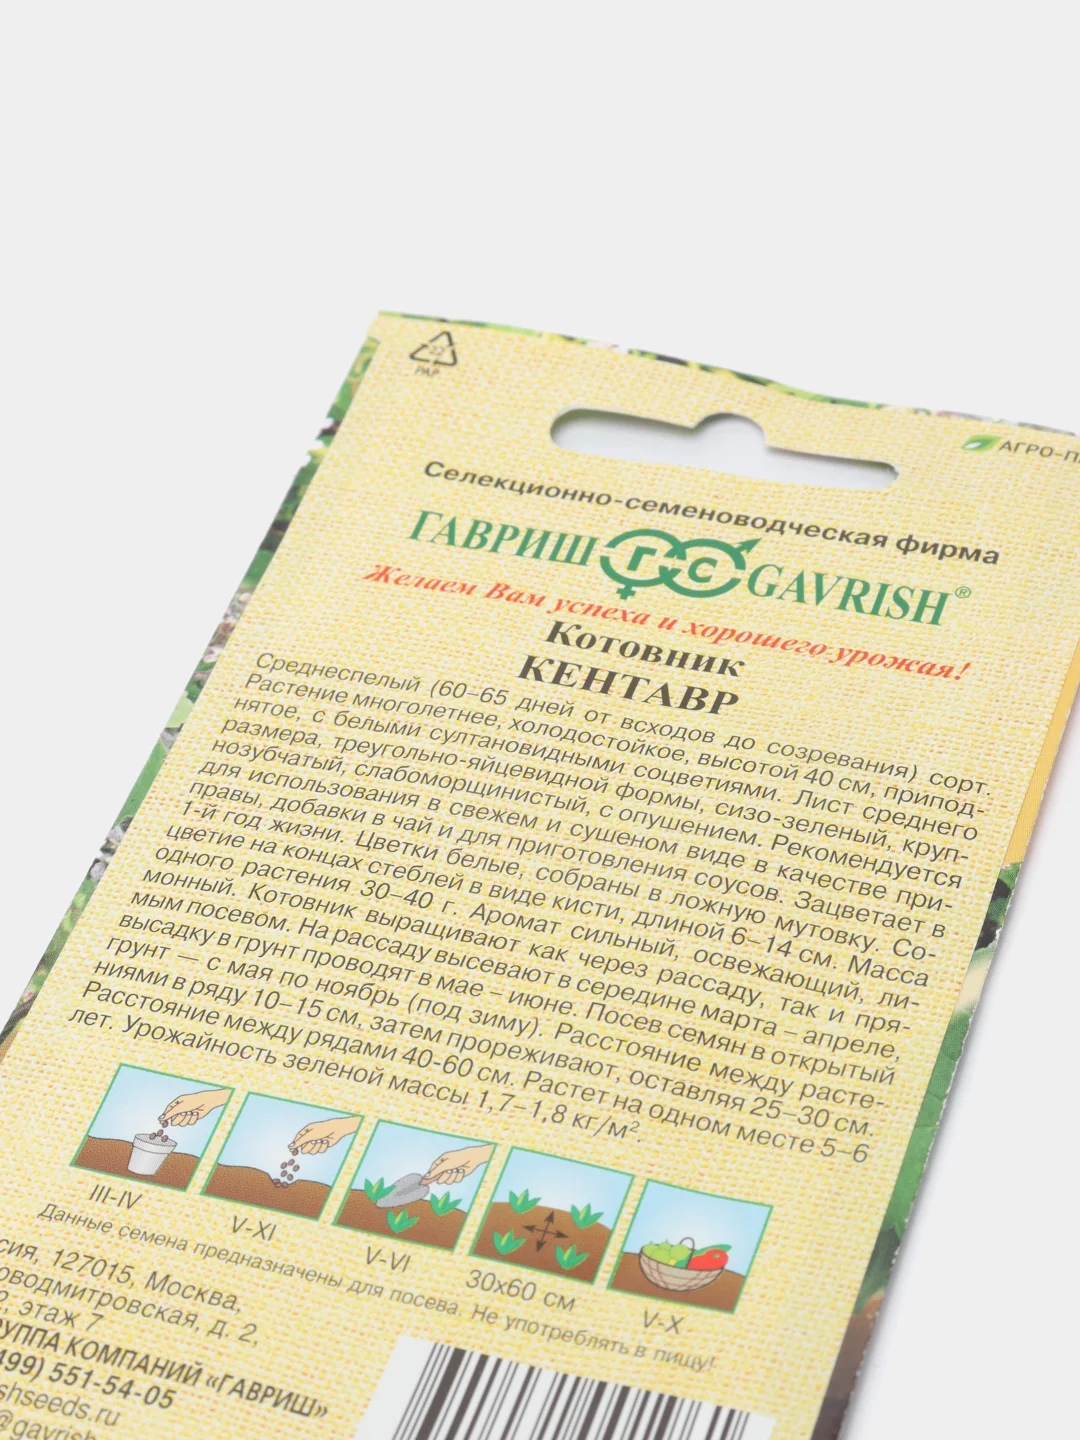 PAP
АГРО-
Селекционно-семеноводческая фирма
ГАВРИШ ГС GAVRISH®
Желаем Вам успеха и хорошего урожая!
Котовник
КЕНТАВР
Среднеспелый (60–65 дней от всходов до созревания) сорт.
Растение многолетнее, холодостойкое, высотой 40 см, припод-
нятое, с белыми султановидными соцветиями. Лист среднего
размера, треугольно-яйцевидной формы, сизо-зеленый, круп-
нозубчатый, слабоморщинистый, с опушением. Рекомендуется
для использования в свежем и сушеном виде в качестве при-
правы, добавки в чай и для приготовления соусов. Зацветает в
1-й год жизни. Цветки белые, собраны в ложную мутовку. Со-
цветие на концах стеблей в виде кисти, длиной 6–14 см. Масса
одного растения 30–40 г. Аромат сильный, освежающий, ли-
монный. Котовник выращивают как через рассаду, так и пря-
мым посевом. На рассаду высевают в середине марта – апреле,
высадку в грунт проводят в мае – июне. Посев семян в открытый
грунт — с мая по ноябрь (под зиму). Расстояние между расте-
ниями в ряду 10–15 см, затем прореживают, оставляя 25–30 см.
Расстояние между рядами 40-60 см. Растет на одном месте 5–6
лет. Урожайность зеленой массы 1,7–1,8 кг/м².
III-IV V-XI V-VI 30х60 см V-X
Данные семена предназначены для посева. Не употреблять в пищу!
сия, 127015, Москва,
оводмитровская, д. 2,
2, этаж 7
РУППА КОМПАНИЙ «ГАВРИШ»
499) 551-54-05
shseeds.ru
@gavrish